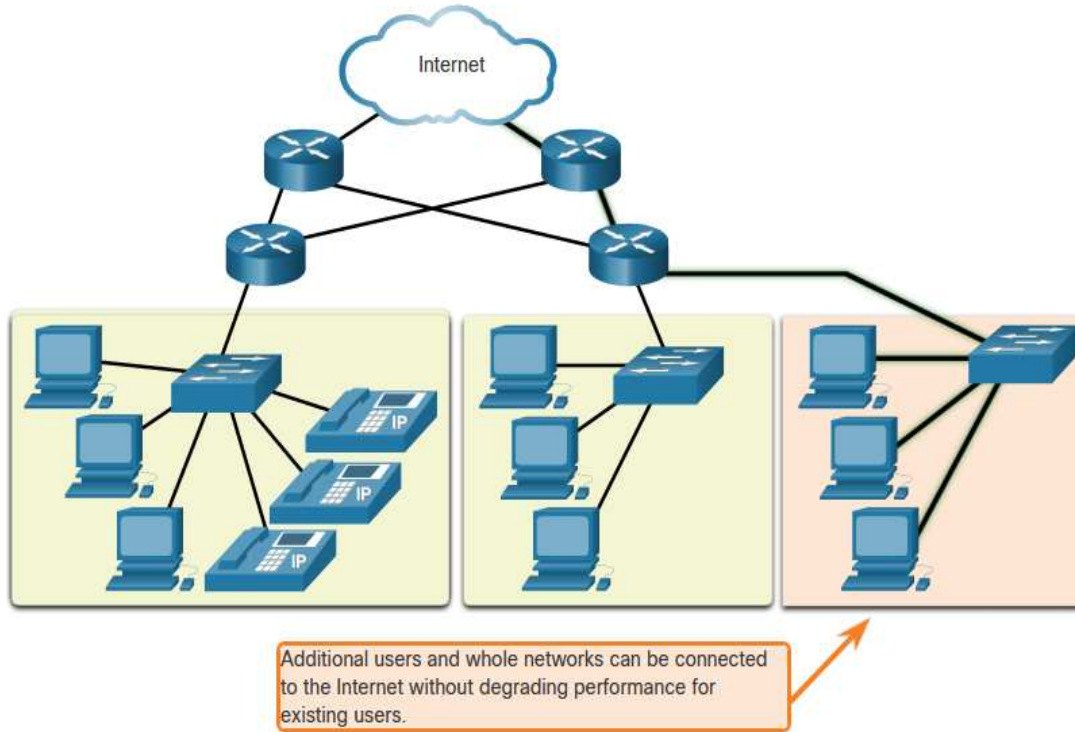 Internet
IP
IP
IP
Additional users and whole networks can be connected
to the Internet without degrading performance for
existing users.